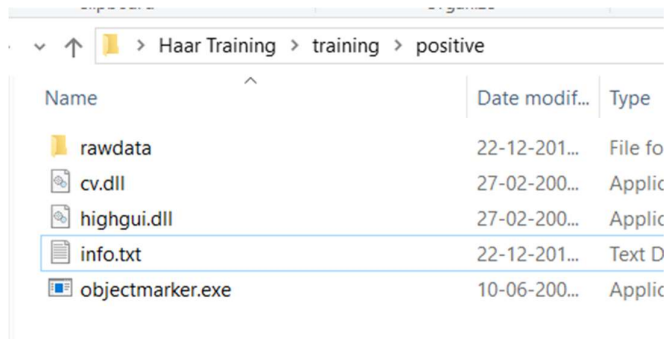 Haar Training > training > positive
Name Date modif... Type
rawdata 22-12-201... File fo
cv.dll 27-02-200... Applic
highgui.dll 27-02-200... Applic
info.txt 22-12-201... Text D
objectmarker.exe 10-06-200... Applic